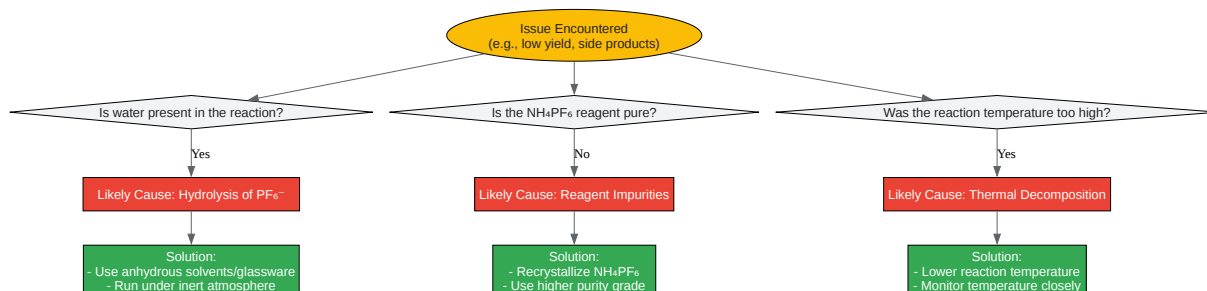 Issue Encountered
(e.g., low yield, side products)
Is water present in the reaction?
Is the NH₄PF₆ reagent pure?
Was the reaction temperature too high?
Yes
No
Yes
Likely Cause: Hydrolysis of PF₆⁻
Likely Cause: Reagent Impurities
Likely Cause: Thermal Decomposition
Solution:
- Use anhydrous solvents/glassware
- Run under inert atmosphere
Solution:
- Recrystallize NH₄PF₆
- Use higher purity grade
Solution:
- Lower reaction temperature
- Monitor temperature closely